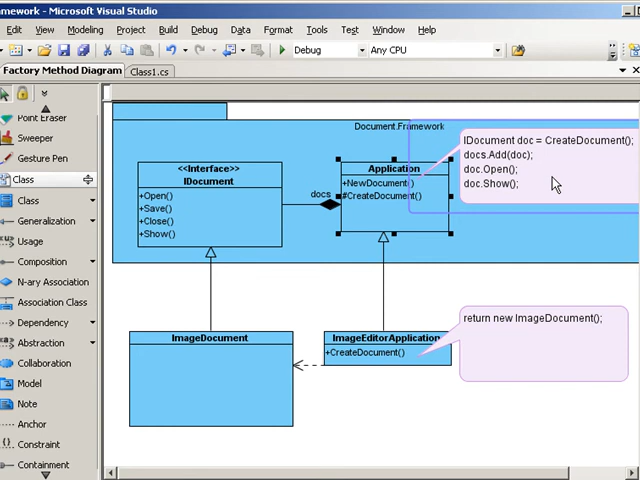 amework - Microsoft Visual Studio
it View Modeling Project Build Debug Data Format Tools Test Window Help
Debug Any CPU
Factory Method Diagram Class1.cs
Point Eraser
Sweeper
Gesture Pen
Class
Class
Generalization
Usage
Composition
N-ary Association
Association Class
Dependency
Abstraction
Collaboration
Model
Note
Anchor
Constraint
Containment
Document.Framework
<<Interface>>
IDocument
+Open()
+Save()
+Close()
+Show()
docs
Application
+NewDocument()
#CreateDocument()
IDocument doc = CreateDocument();
docs.Add(doc);
doc.Open();
doc.Show();
ImageDocument
ImageEditorApplication
+CreateDocument()
return new ImageDocument();